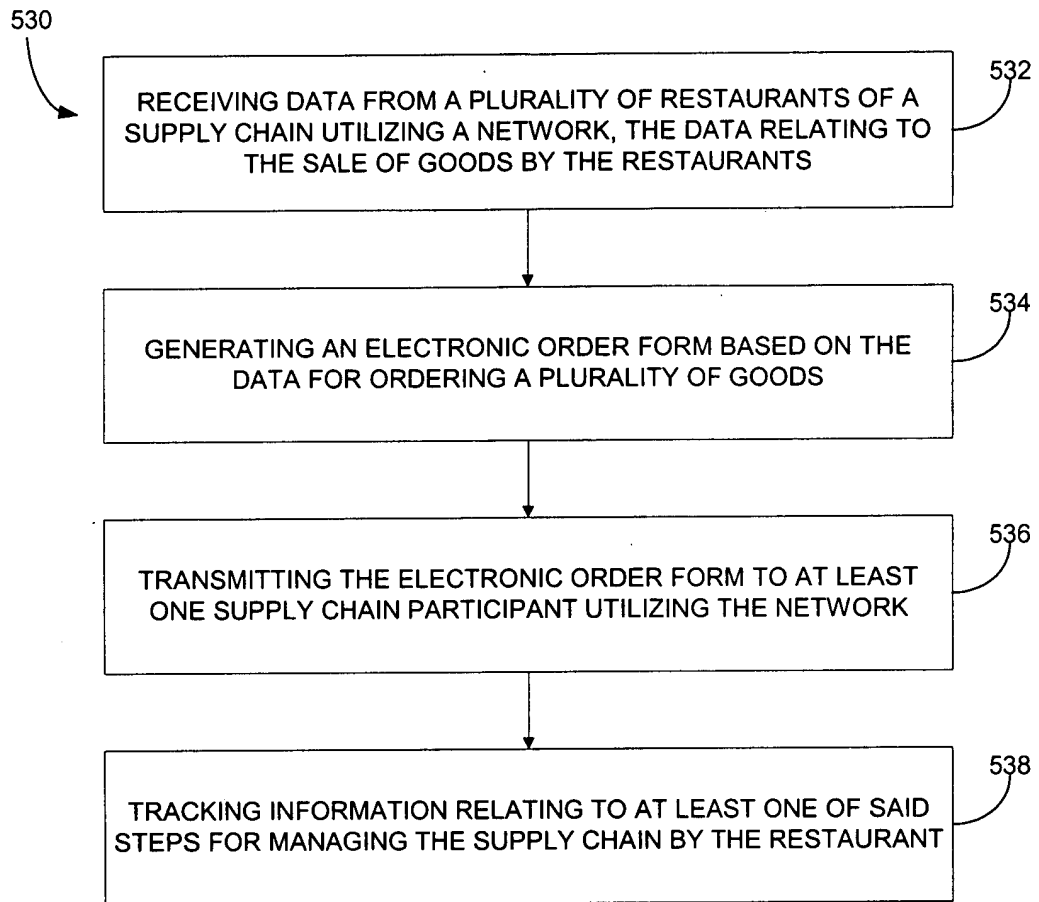 530
532
RECEIVING DATA FROM A PLURALITY OF RESTAURANTS OF A
SUPPLY CHAIN UTILIZING A NETWORK, THE DATA RELATING TO
THE SALE OF GOODS BY THE RESTAURANTS
534
GENERATING AN ELECTRONIC ORDER FORM BASED ON THE
DATA FOR ORDERING A PLURALITY OF GOODS
536
TRANSMITTING THE ELECTRONIC ORDER FORM TO AT LEAST
ONE SUPPLY CHAIN PARTICIPANT UTILIZING THE NETWORK
538
TRACKING INFORMATION RELATING TO AT LEAST ONE OF SAID
STEPS FOR MANAGING THE SUPPLY CHAIN BY THE RESTAURANT